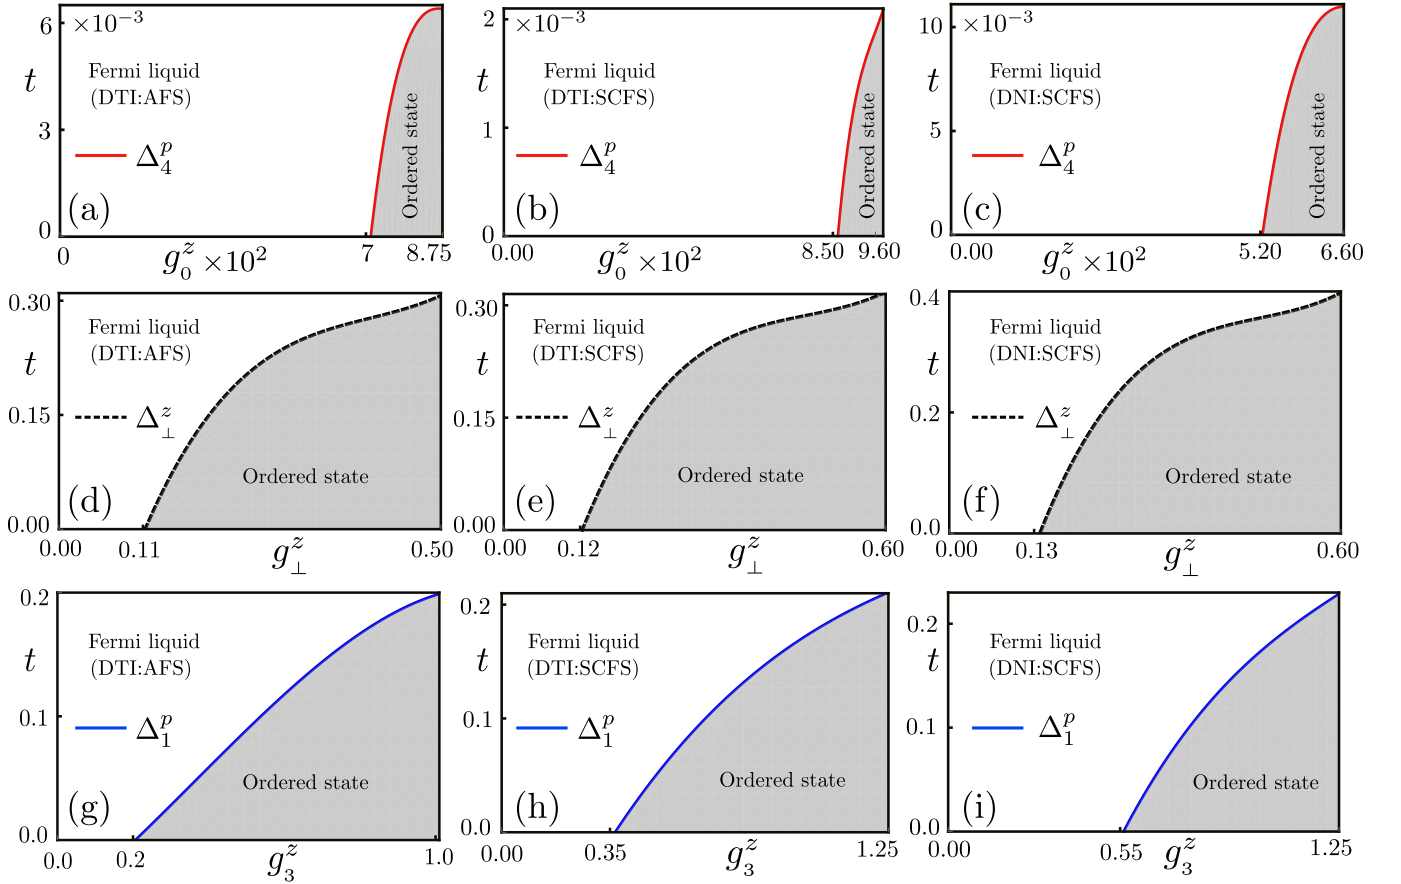 6
×10⁻³
t
Fermi liquid
(DTI:AFS)
3
Δ₄ᵖ
Ordered state
(a)
0
0
g₀ᶻ ×10²
7
8.75
2
×10⁻³
t
Fermi liquid
(DTI:SCFS)
1
Δ₄ᵖ
Ordered state
(b)
0
0.00
g₀ᶻ ×10²
8.50
9.60
10
×10⁻³
t
Fermi liquid
(DNI:SCFS)
5
Δ₄ᵖ
Ordered state
(c)
0
0.00
g₀ᶻ ×10²
5.20
6.60
0.30
Fermi liquid
(DTI:AFS)
t
0.15
Δ_⊥^z
Ordered state
(d)
0.00
0.00
0.11
g_⊥^z
0.50
0.30
Fermi liquid
(DTI:SCFS)
t
0.15
Δ_⊥^z
Ordered state
(e)
0.00
0.00
0.12
g_⊥^z
0.60
0.4
Fermi liquid
(DNI:SCFS)
t
0.2
Δ_⊥^z
Ordered state
(f)
0.0
0.00
0.13
g_⊥^z
0.60
0.2
Fermi liquid
(DTI:AFS)
t
0.1
Δ₁ᵖ
Ordered state
(g)
0.0
0.0
0.2
g₃ᶻ
1.0
0.2
Fermi liquid
(DTI:SCFS)
t
0.1
Δ₁ᵖ
Ordered state
(h)
0.0
0.00
0.35
g₃ᶻ
1.25
0.2
Fermi liquid
(DNI:SCFS)
t
0.1
Δ₁ᵖ
Ordered state
(i)
0.0
0.00
0.55
g₃ᶻ
1.25